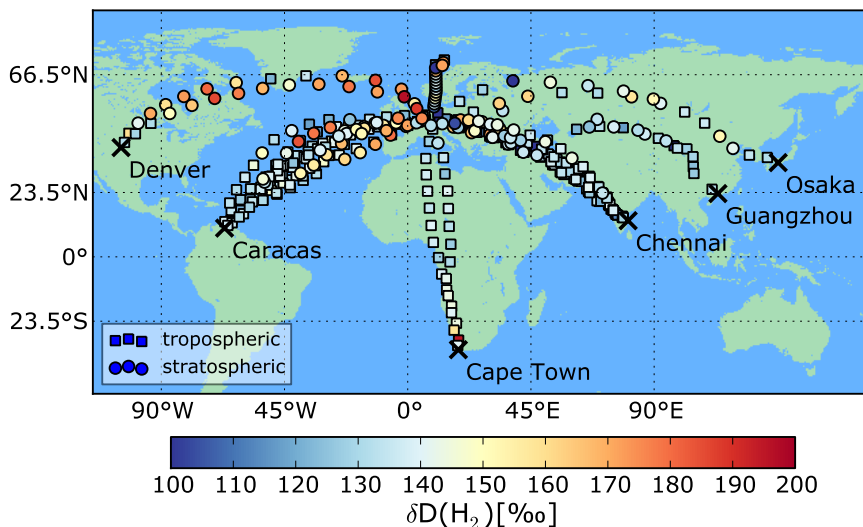 66.5°N
23.5°N
0°
23.5°S
Denver
Caracas
Osaka
Guangzhou
Chennai
Cape Town
tropospheric
stratospheric
90°W 45°W 0° 45°E 90°E
100 110 120 130 140 150 160 170 180 190 200
δD(H₂)[‰]